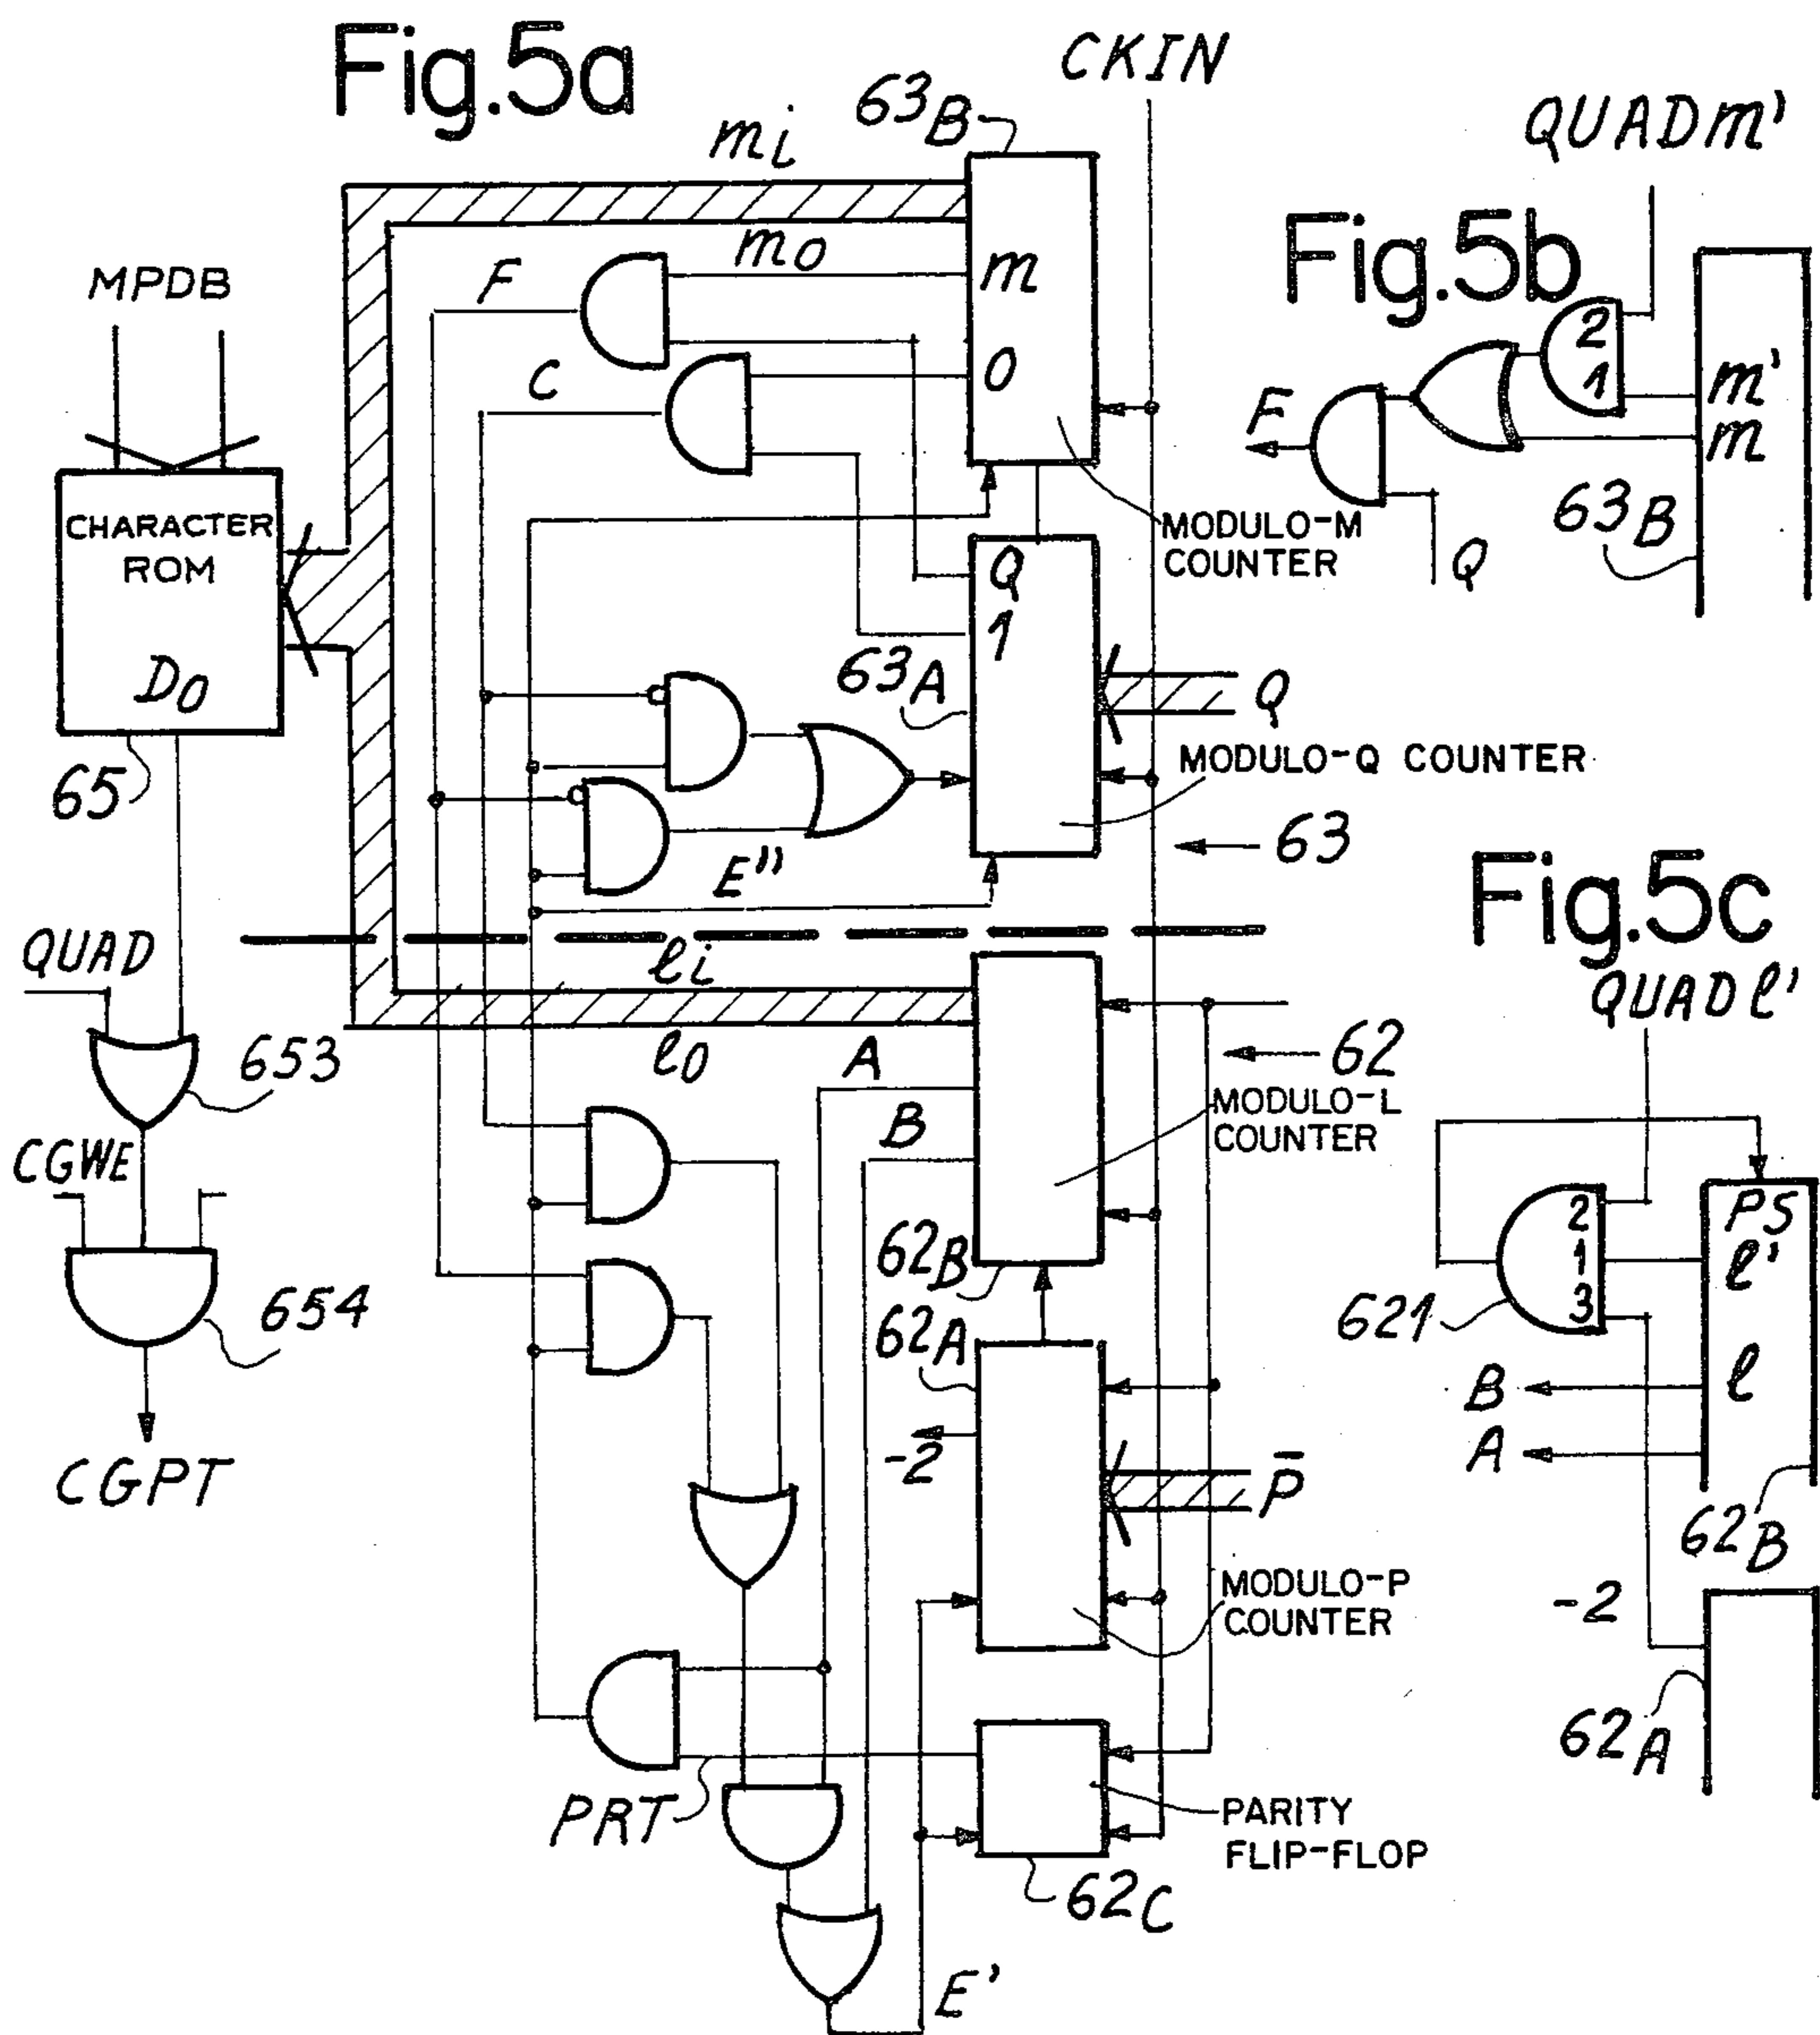 Fig.5a
CKIN
63B
mi
QUADm'
Fig.5b
mo
m
F
MPDB
C
O
2
1
m'
m
F
63B
Q
MODULO-M
COUNTER
CHARACTER
ROM
Do
65
Q
1
63A
Q
MODULO-Q COUNTER
63
E"
Fig.5c
QUAD
li
QUADl'
62
lo
A
653
MODULO-L
COUNTER
B
CGWE
62B
PS
2
1
l'
3
654
621
62A
l
B
-2
A
CGPT
P̄
62B
MODULO-P
COUNTER
-2
62A
PRT
PARITY
FLIP-FLOP
62C
E'